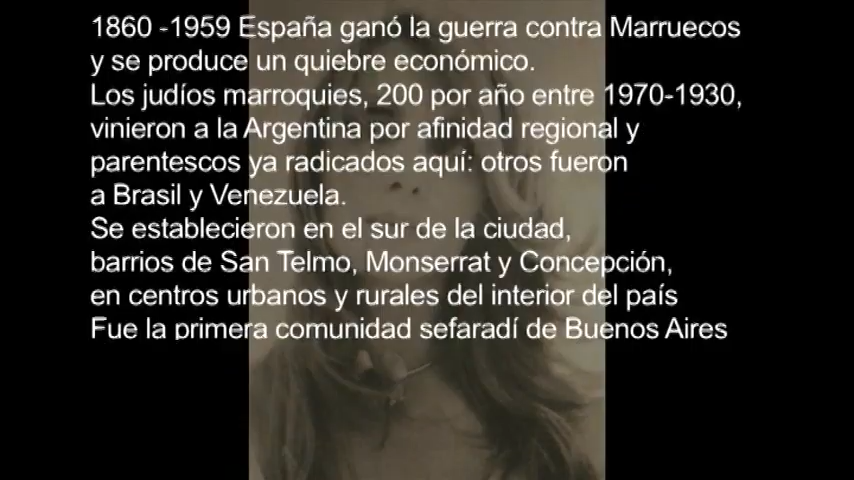 1860 -1959 España ganó la guerra contra Marruecos
y se produce un quiebre económico.
Los judíos marroquies, 200 por año entre 1970-1930,
vinieron a la Argentina por afinidad regional y
parentescos ya radicados aquí: otros fueron
a Brasil y Venezuela.
Se establecieron en el sur de la ciudad,
barrios de San Telmo, Monserrat y Concepción,
en centros urbanos y rurales del interior del país
Fue la primera comunidad sefaradí de Buenos Aires